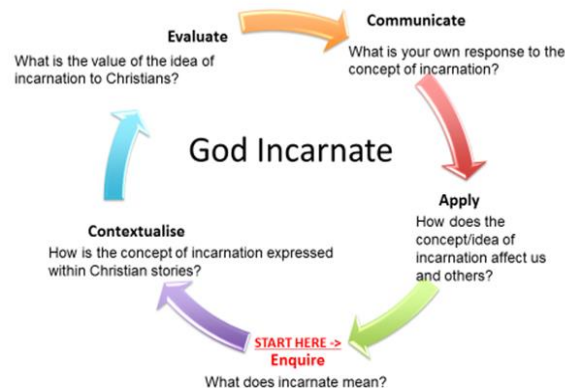 Communicate
What is your own response to the
concept of incarnation?
Evaluate
What is the value of the idea of
incarnation to Christians?
God Incarnate
Apply
How does the
concept/idea of
incarnation affect us
and others?
Contextualise
How is the concept of incarnation expressed
within Christian stories?
START HERE ->
Enquire
What does incarnate mean?